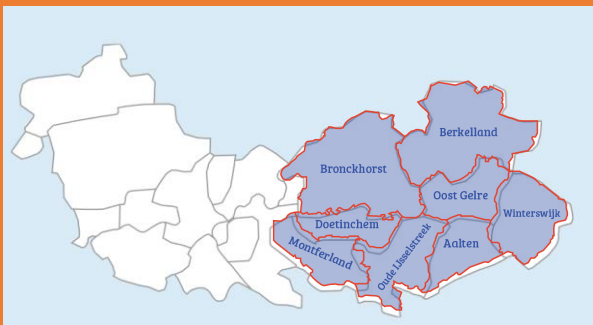 Berkelland
Bronckhorst
Oost Gelre
Winterswijk
Doetinchem
Aalten
Montferland
Oude IJsselstreek